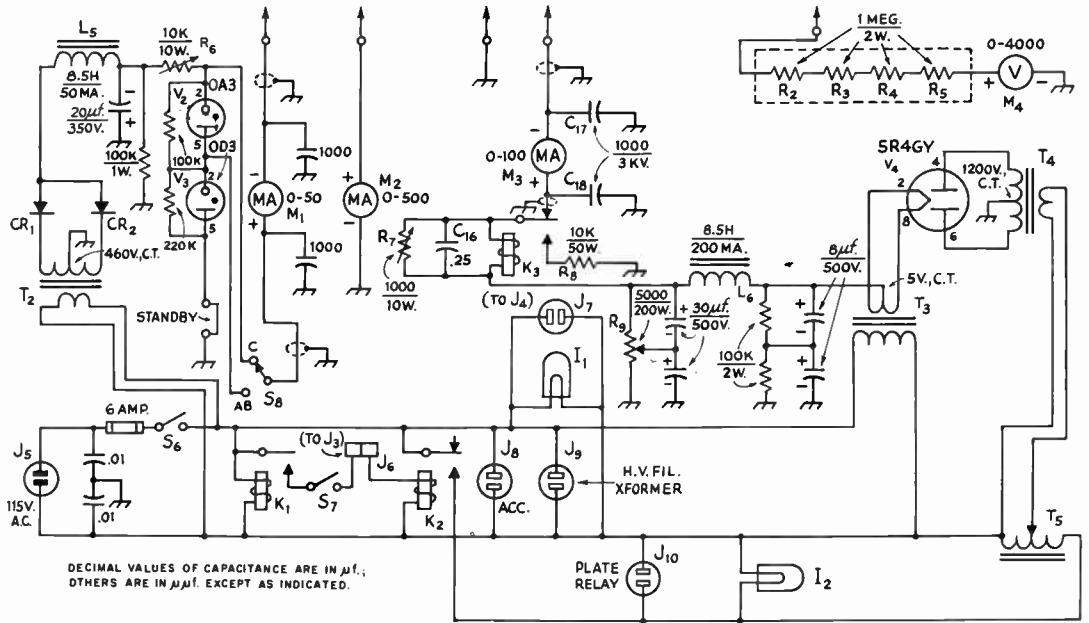 L5
8.5H
50 MA.
20µf.
350V.
10K
10W.
R6
V2
OA3
2
5
100K
OD3
V3
2
5
220K
100K
1W.
CR1
CR2
460V., C.T.
T2
STANDBY
C
S8
AB
MA
0-50
M1
-
+
1000
1000
MA
M2
0-500
+
-
C17
1000
3 KV.
0-100
MA
M3
C18
R7
1000
10W.
C16
.25
K3
10K
50W.
R8
1 MEG.
2W.
R2
R3
R4
R5
0-4000
V
M4
+
-
5R4GY
V4
4
2
8
6
1200V., C.T.
T4
8.5H
200 MA.
L6
8µf.
500V.
5V., C.T.
T3
(TO J4)
J7
I1
R9
5000
200W.
30µf.
500V.
100K
2W.
6 AMP.
S6
J5
115V.
A.C.
.01
.01
(TO J3)
J6
K1
S7
K2
J8
ACC.
J9
H.V. FIL.
XFORMER
J10
PLATE
RELAY
I2
T5
DECIMAL VALUES OF CAPACITANCE ARE IN µf.;
OTHERS ARE IN µµf. EXCEPT AS INDICATED.